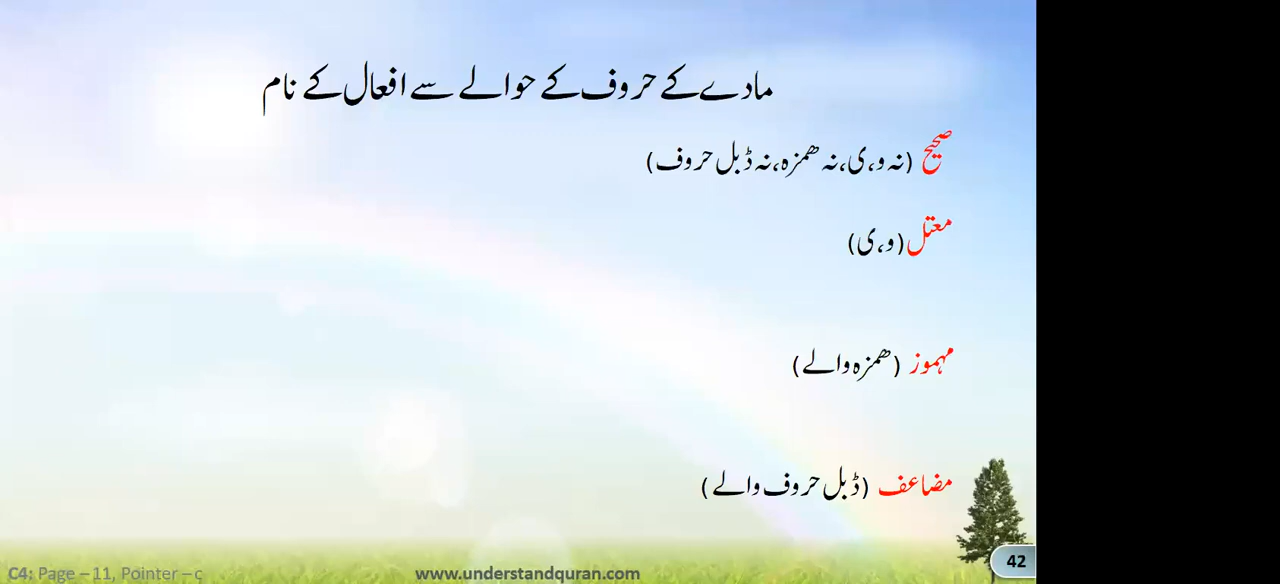 مادے کے حروف کے حوالے سے افعال کے نام
صحیح (نہ و،ی، نہ ھمزہ، نہ ڈبل حروف)
معتل (و،ی)
مہموز (ھمزہ والے)
مضاعف (ڈبل حروف والے)
42
C4: Page – 11, Pointer – c
www.understandquran.com